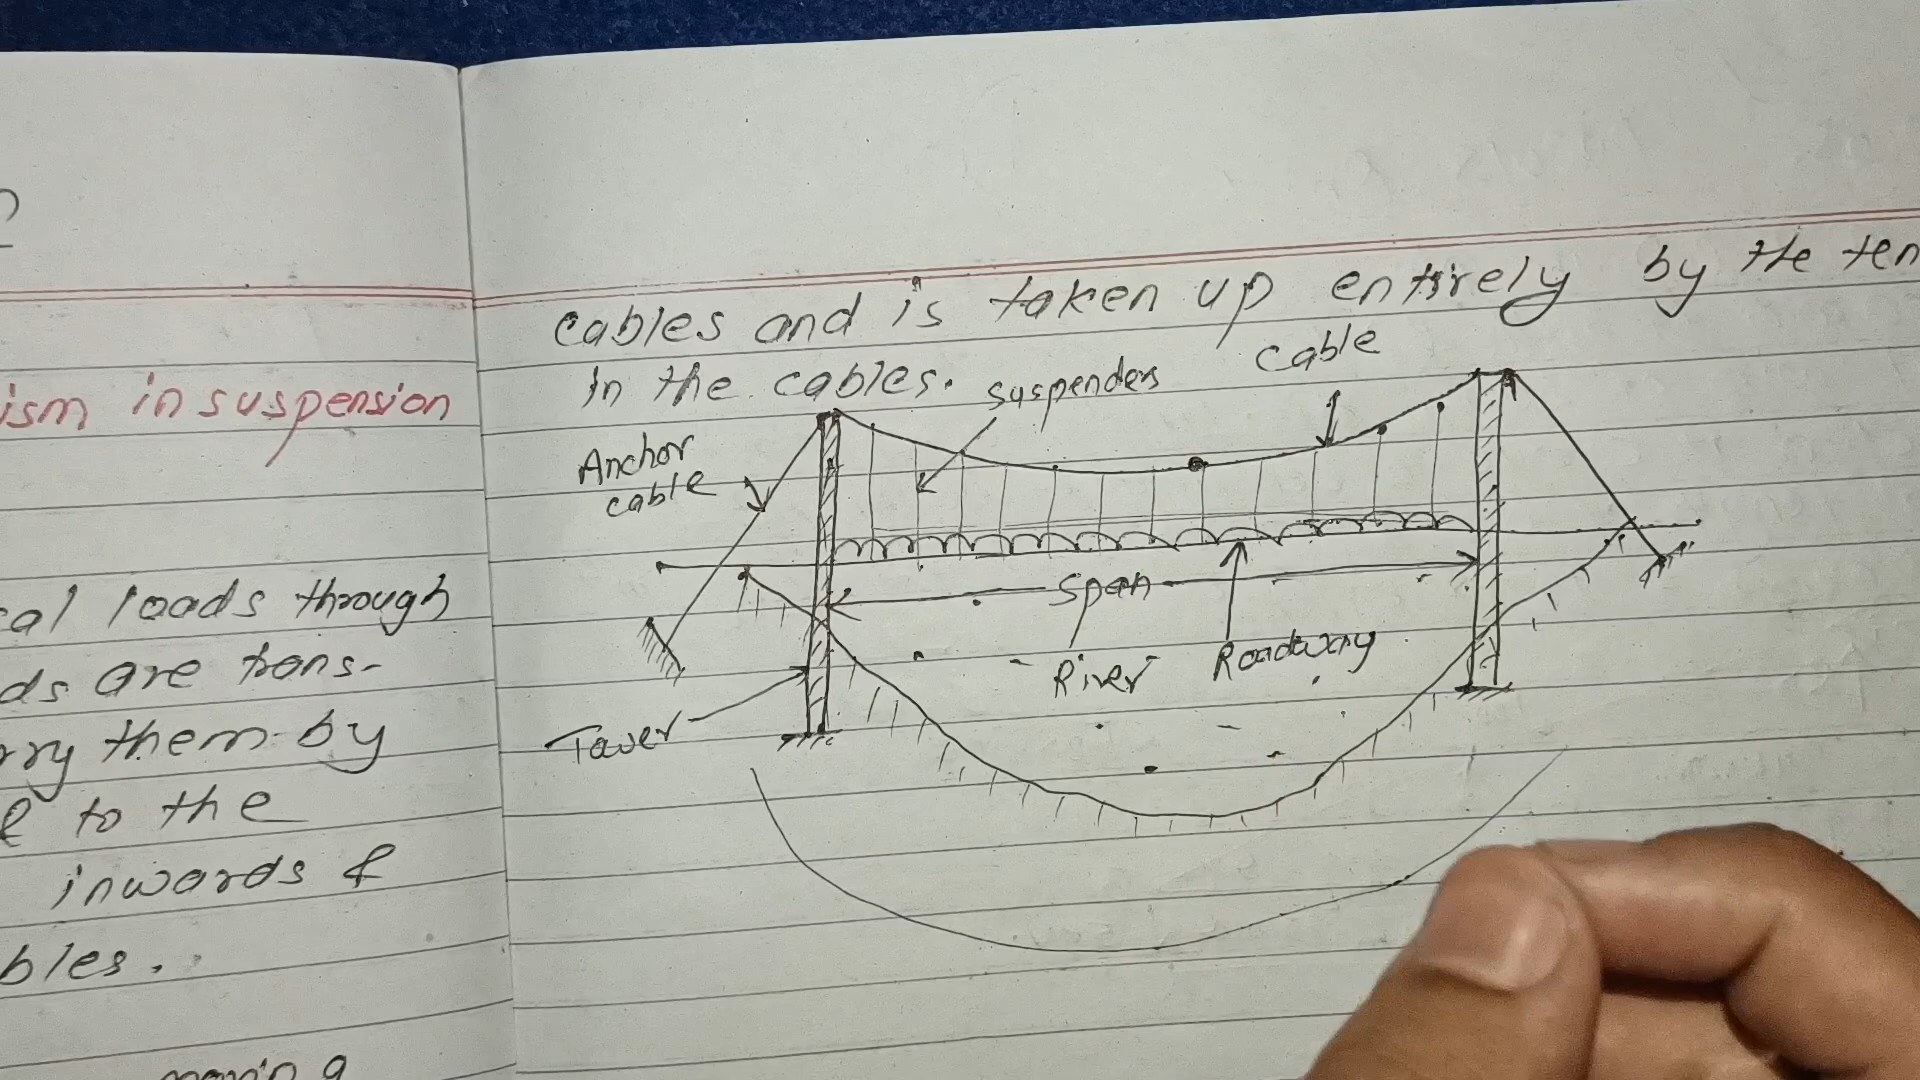 ism in suspension
cal loads through
ds are trans-
rry them by
& to the
inwards &
bles.
cables and is taken up entirely by the ten
in the cables.
suspenders
cable
Anchor
cable
Span
River
Roadway
Tower